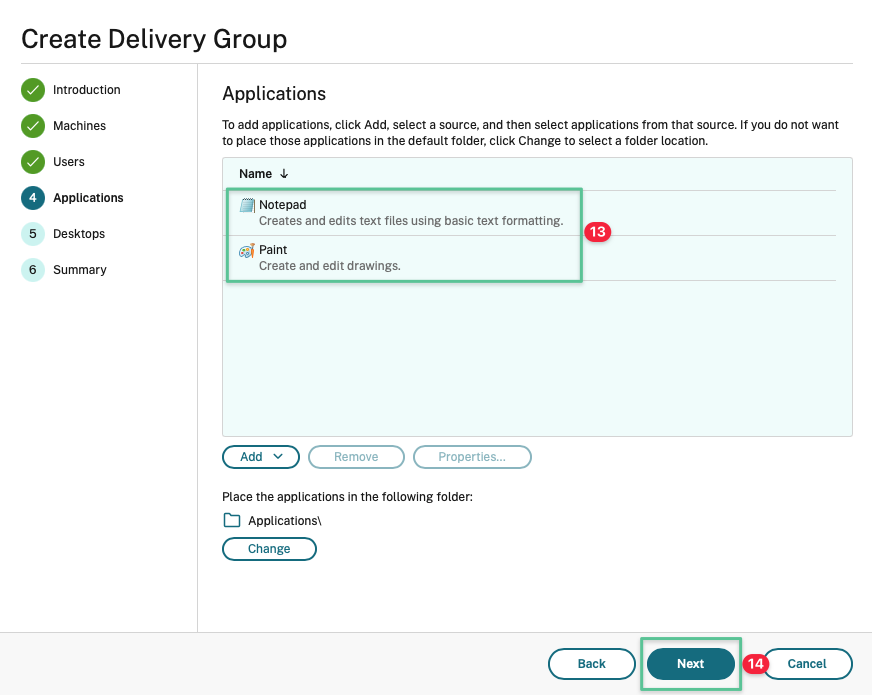 Create Delivery Group
Introduction
Machines
Users
4 Applications
5 Desktops
6 Summary
Applications
To add applications, click Add, select a source, and then select applications from that source. If you do not want
to place those applications in the default folder, click Change to select a folder location.
Name ↓
Notepad
Creates and edits text files using basic text formatting.
13
Paint
Create and edit drawings.
Add Remove Properties...
Place the applications in the following folder:
Applications\
Change
Back Next 14 Cancel